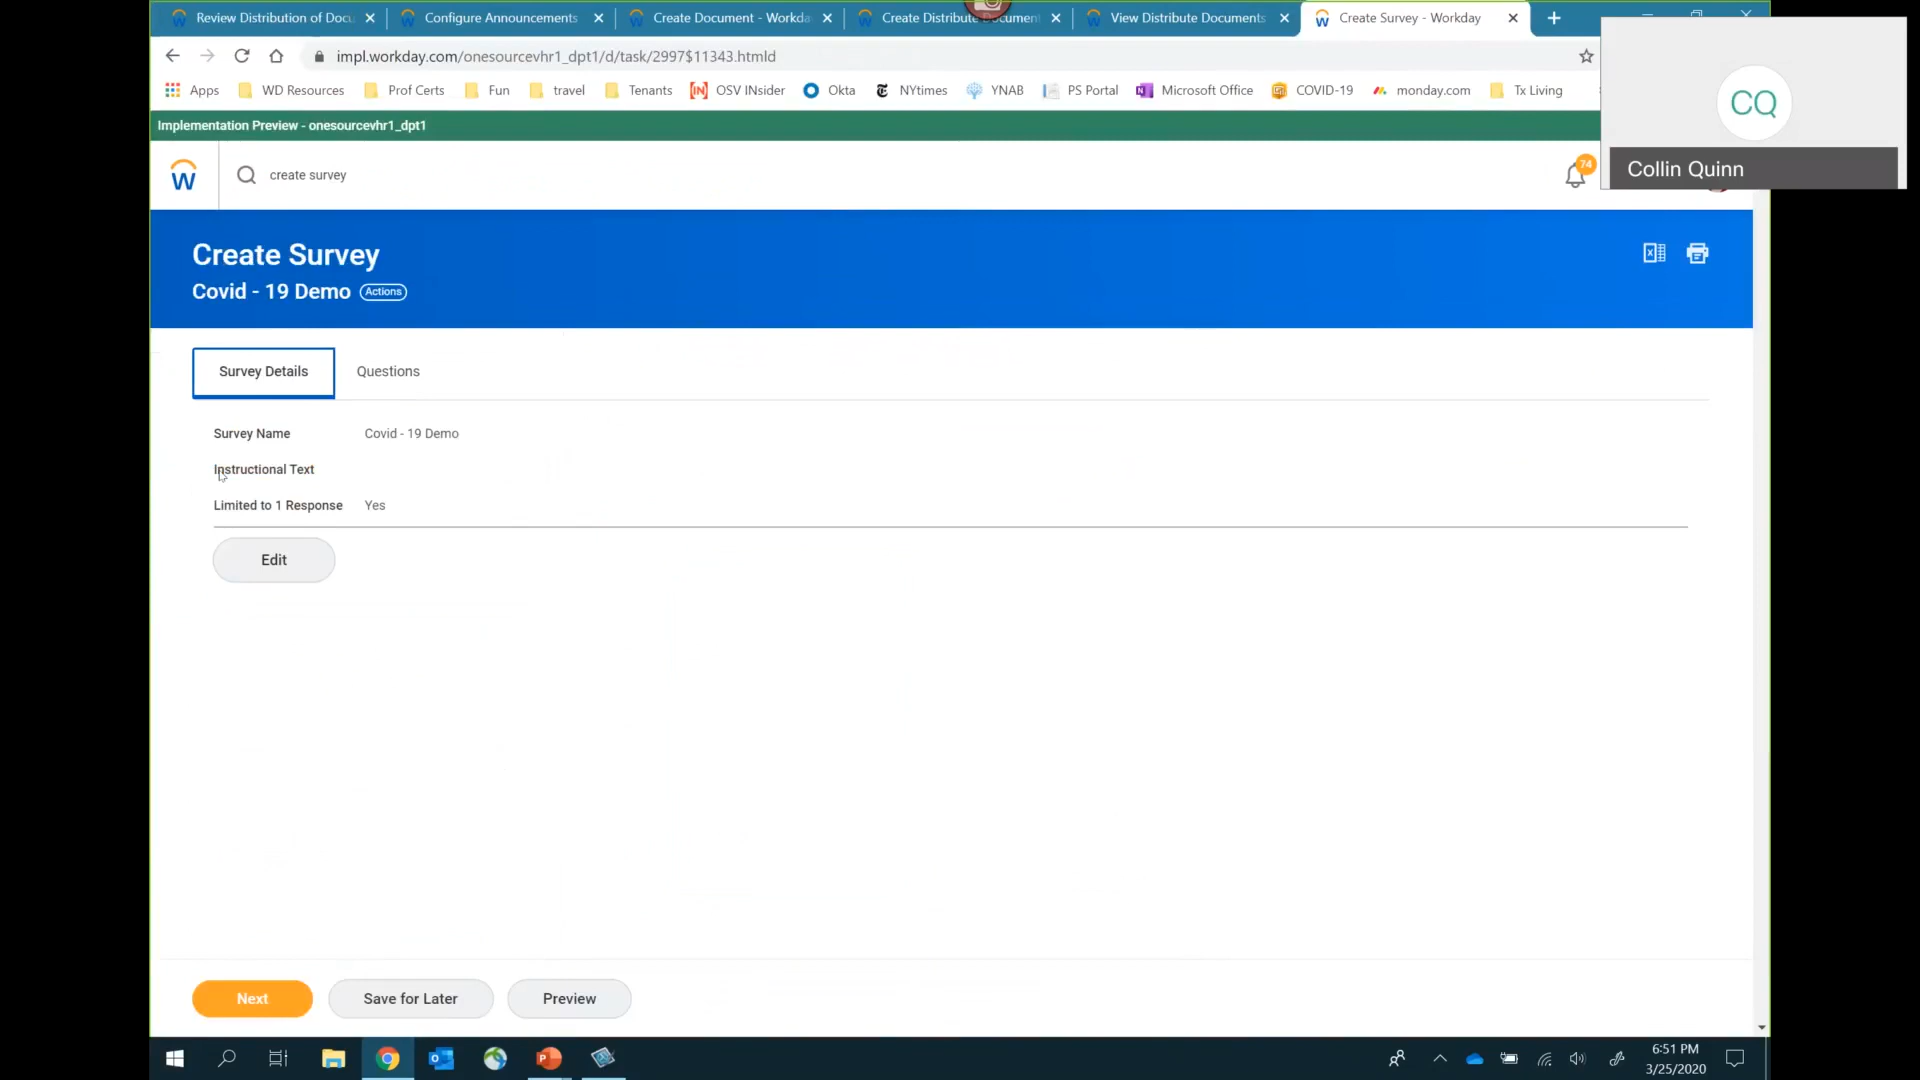 Review Distribution of Docu
Configure Announcements
Create Document - Workda
Create Distribute Document
View Distribute Documents
Create Survey - Workday
impl.workday.com/onesourcevhr1_dpt1/d/task/2997$11343.htmld
Apps
WD Resources
Prof Certs
Fun
travel
Tenants
[IN]
OSV INsider
Okta
NYtimes
YNAB
PS Portal
Microsoft Office
COVID-19
monday.com
Tx Living
CQ
Collin Quinn
Implementation Preview - onesourcevhr1_dpt1
W
create survey
74
Create Survey
Covid - 19 Demo
Actions
Survey Details
Questions
Survey Name
Covid - 19 Demo
Instructional Text
Limited to 1 Response
Yes
Edit
Next
Save for Later
Preview
6:51 PM
3/25/2020